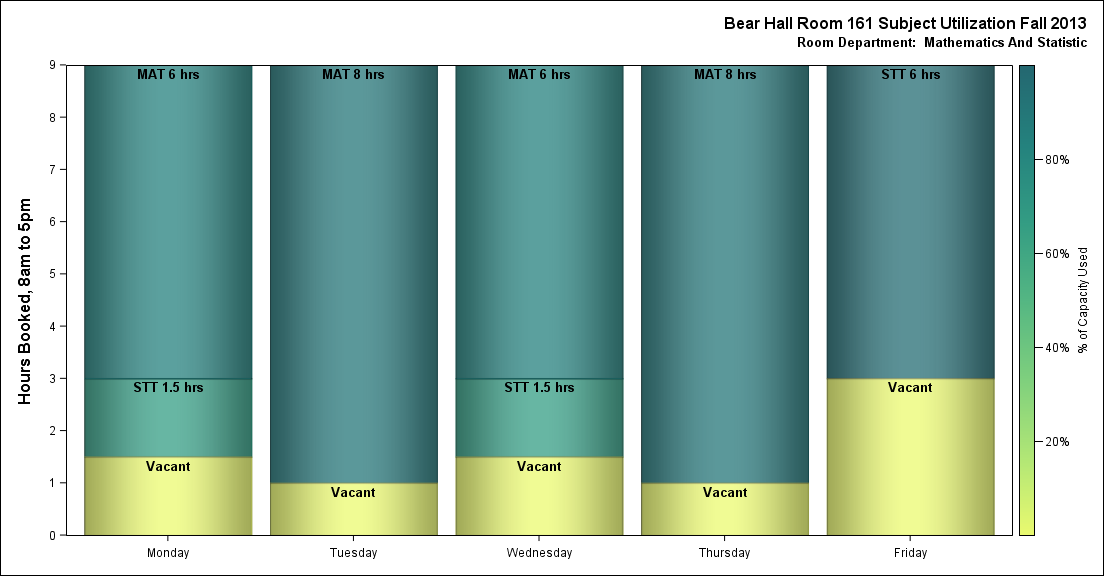 Bear Hall Room 161 Subject Utilization Fall 2013
Room Department:  Mathematics And Statistic
Hours Booked, 8am to 5pm
9
8
7
6
5
4
3
2
1
0
MAT 6 hrs
STT 1.5 hrs
Vacant
MAT 8 hrs
Vacant
MAT 6 hrs
STT 1.5 hrs
Vacant
MAT 8 hrs
Vacant
STT 6 hrs
Vacant
Monday
Tuesday
Wednesday
Thursday
Friday
80%
60%
40%
20%
% of Capacity Used